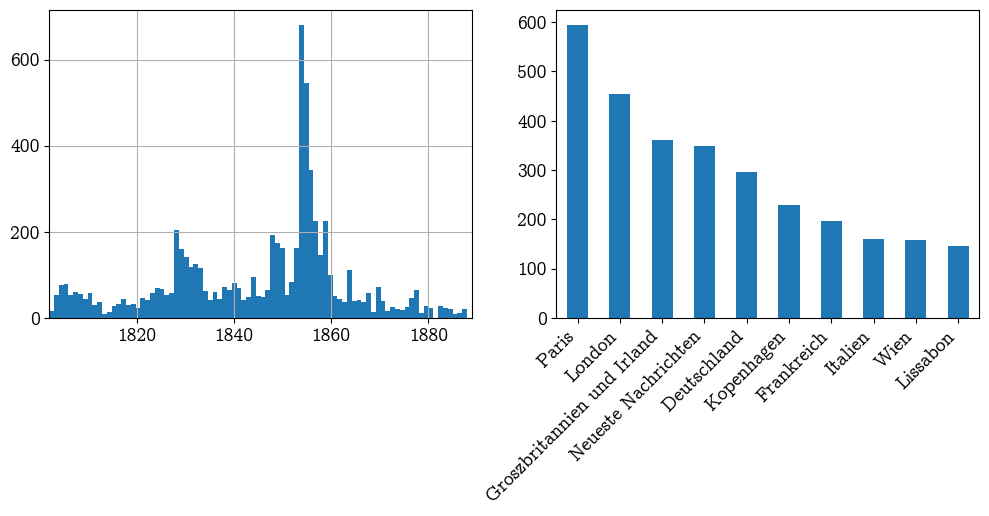 600
400
200
0
1820
1840
1860
1880
600
500
400
300
200
100
0
Paris
London
Groszbritannien und Irland
Neueste Nachrichten
Deutschland
Kopenhagen
Frankreich
Italien
Wien
Lissabon